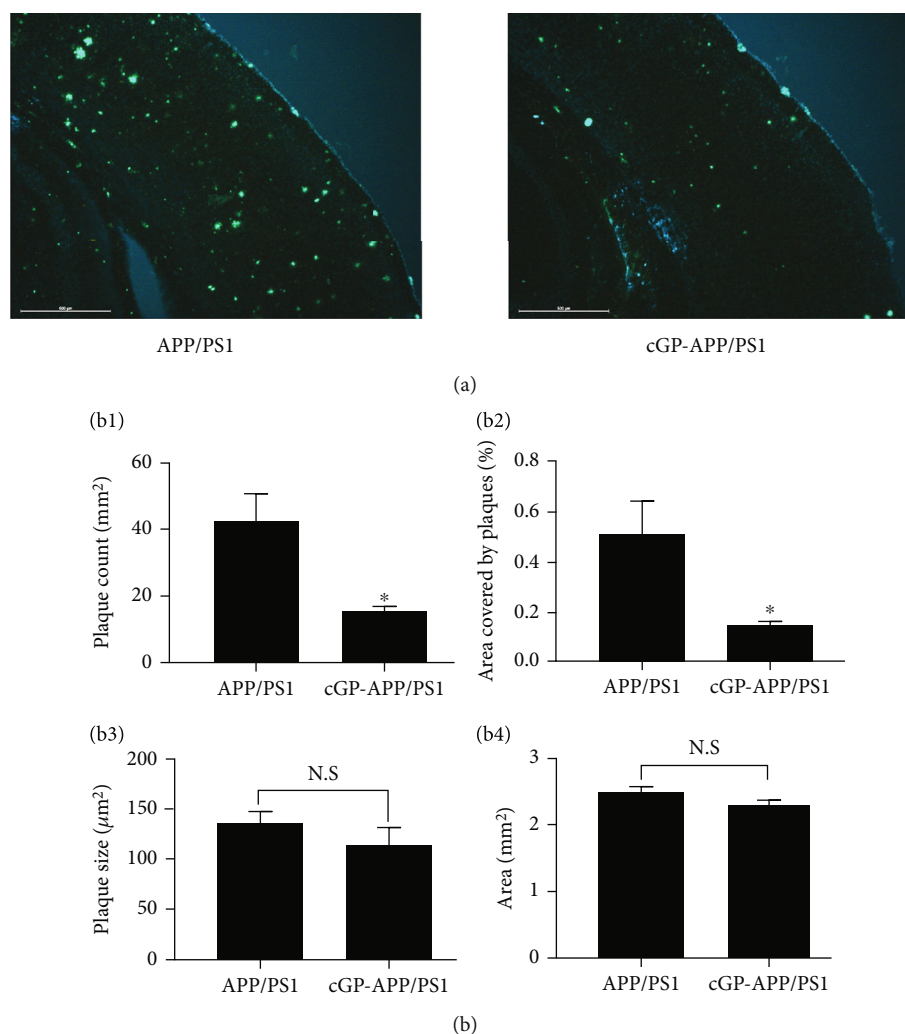 500 µm
APP/PS1
cGP-APP/PS1
(a)
(b1)
Plaque count (mm²)
60
40
20
0
*
APP/PS1
cGP-APP/PS1
(b2)
Area covered by plaques (%)
0.8
0.6
0.4
0.2
0.0
*
APP/PS1
cGP-APP/PS1
(b3)
Plaque size (µm²)
200
150
100
50
0
N.S
APP/PS1
cGP-APP/PS1
(b4)
Area (mm²)
3
2
1
0
N.S
APP/PS1
cGP-APP/PS1
(b)